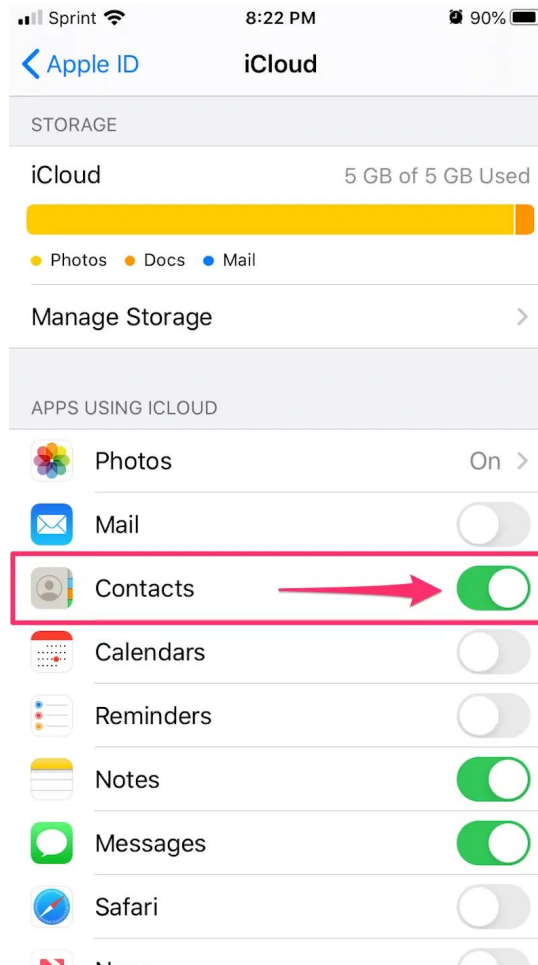 Sprint 8:22 PM 90%
Apple ID iCloud
STORAGE
iCloud 5 GB of 5 GB Used
Photos Docs Mail
Manage Storage
APPS USING ICLOUD
Photos On
Mail
Contacts
Calendars
Reminders
Notes
Messages
Safari